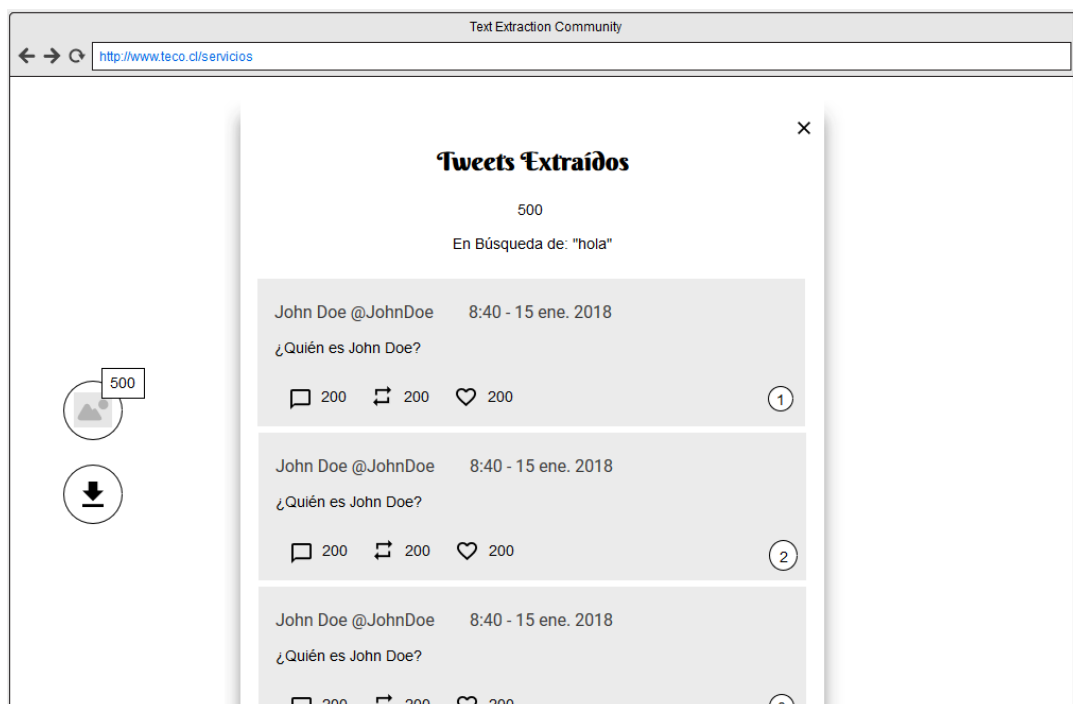 Text Extraction Community
http://www.teco.cl/servicios
Tweets Extraídos
500
En Búsqueda de: "hola"
John Doe @JohnDoe 8:40 - 15 ene. 2018
¿Quién es John Doe?
200 200 200 1
500
John Doe @JohnDoe 8:40 - 15 ene. 2018
¿Quién es John Doe?
200 200 200 2
John Doe @JohnDoe 8:40 - 15 ene. 2018
¿Quién es John Doe?
200 200 200